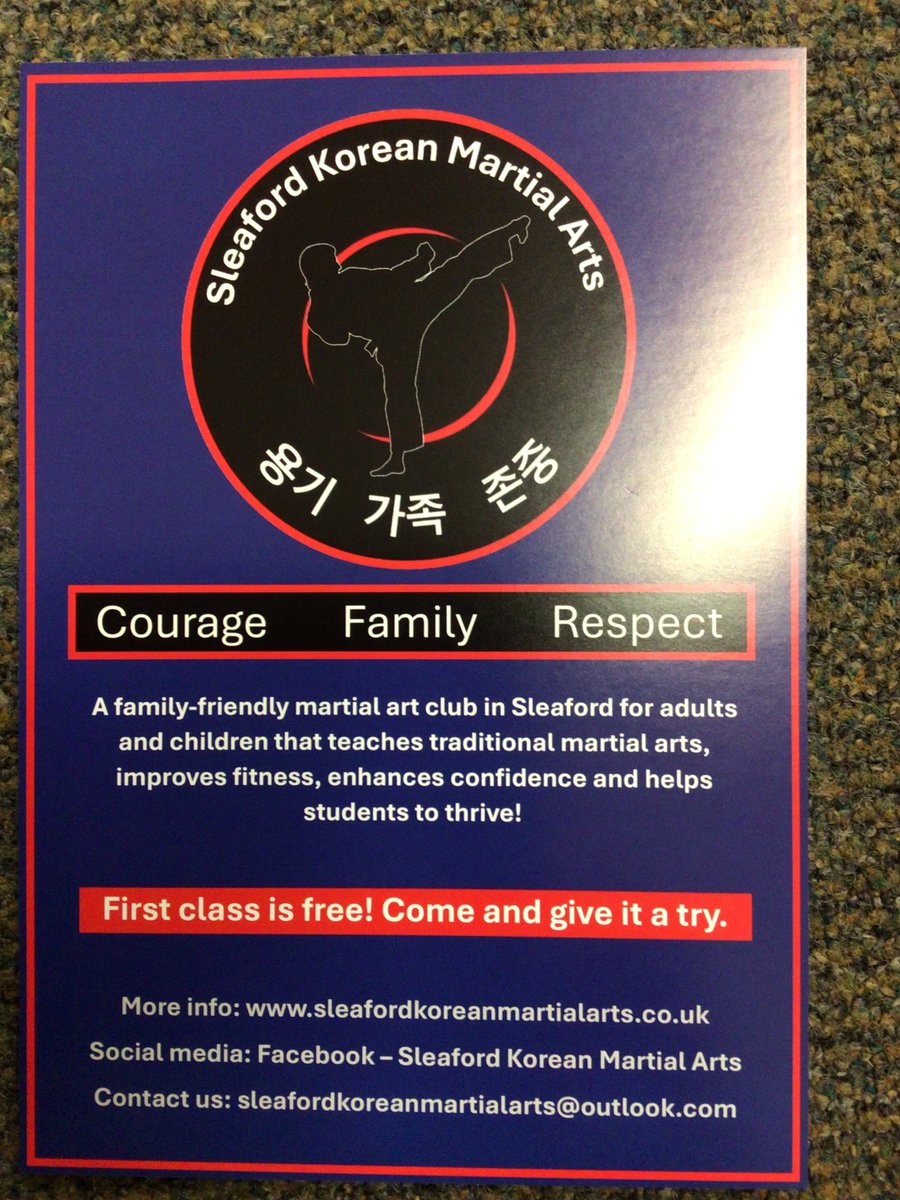 Sleaford Korean Martial Arts
용기 가족 존중
Courage Family Respect
A family-friendly martial art club in Sleaford for adults
and children that teaches traditional martial arts,
improves fitness, enhances confidence and helps
students to thrive!
First class is free! Come and give it a try.
More info: www.sleafordkoreanmartialarts.co.uk
Social media: Facebook – Sleaford Korean Martial Arts
Contact us: sleafordkoreanmartialarts@outlook.com